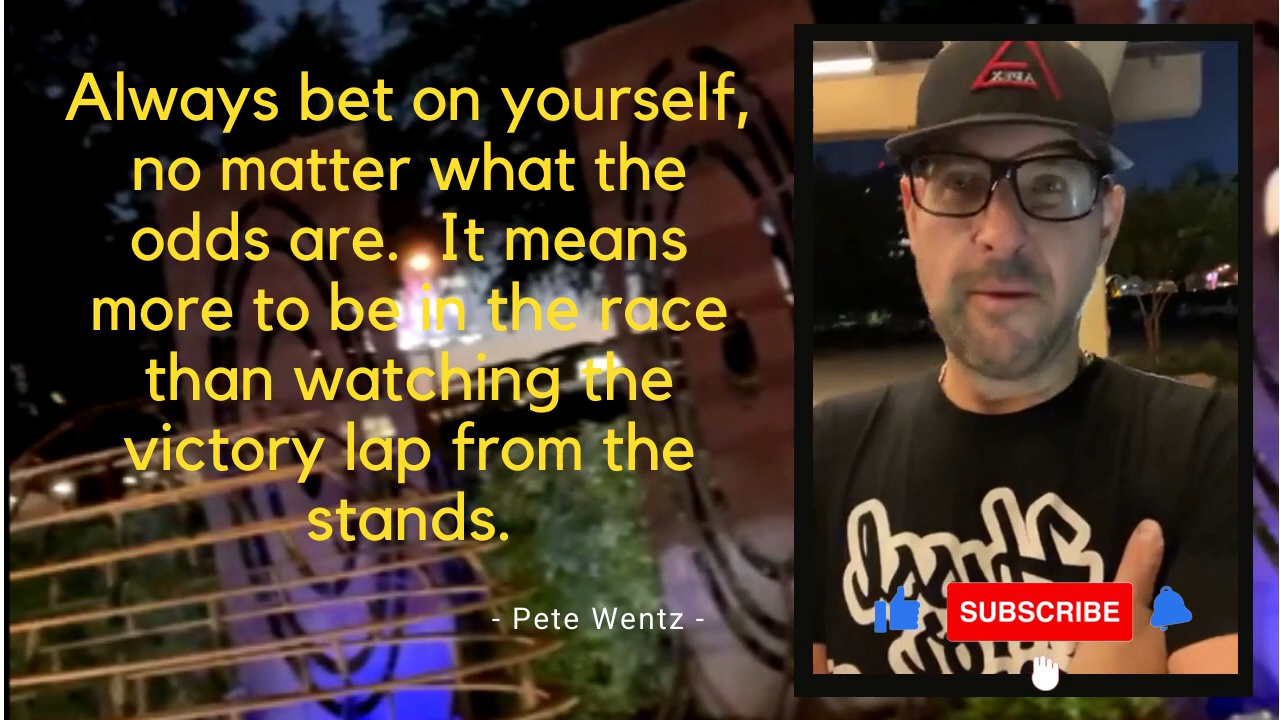 Always bet on yourself,
no matter what the
odds are.  It means
more to be in the race
than watching the
victory lap from the
stands.
- Pete Wentz -
APEX
SUBSCRIBE